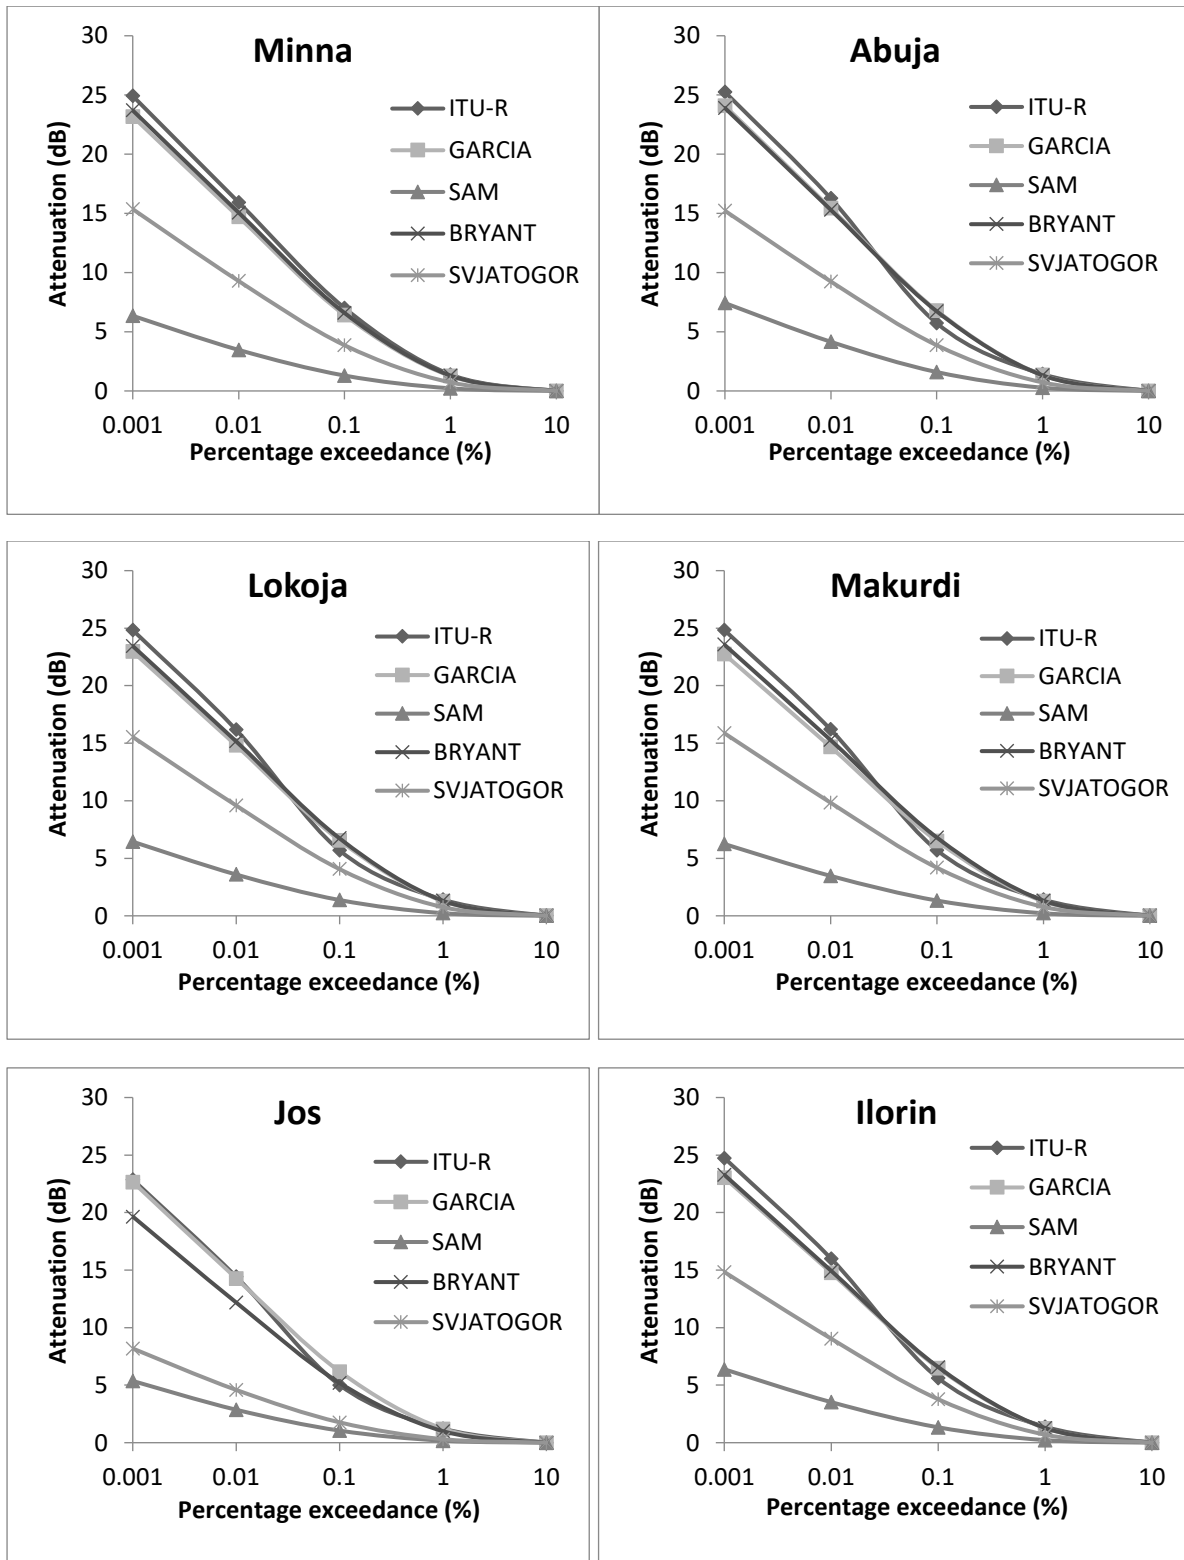 Minna
Attenuation (dB)
30
25
20
15
10
5
0
ITU-R
GARCIA
SAM
BRYANT
SVJATOGOR
0.001 0.01 0.1 1 10
Percentage exceedance (%)
Abuja
Attenuation (dB)
30
25
20
15
10
5
0
ITU-R
GARCIA
SAM
BRYANT
SVJATOGOR
0.001 0.01 0.1 1 10
Percentage exceedance (%)
Lokoja
Attenuation (dB)
30
25
20
15
10
5
0
ITU-R
GARCIA
SAM
BRYANT
SVJATOGOR
0.001 0.01 0.1 1 10
Percentage exceedance (%)
Makurdi
Attenuation (dB)
30
25
20
15
10
5
0
ITU-R
GARCIA
SAM
BRYANT
SVJATOGOR
0.001 0.01 0.1 1 10
Percentage exceedance (%)
Jos
Attenuation (dB)
30
25
20
15
10
5
0
ITU-R
GARCIA
SAM
BRYANT
SVJATOGOR
0.001 0.01 0.1 1 10
Percentage exceedance (%)
Ilorin
Attenuation (dB)
30
25
20
15
10
5
0
ITU-R
GARCIA
SAM
BRYANT
SVJATOGOR
0.001 0.01 0.1 1 10
Percentage exceedance (%)